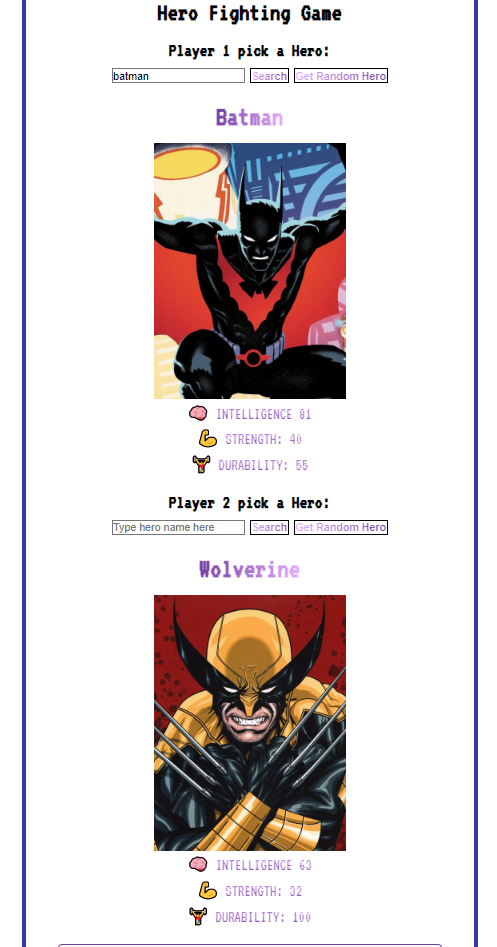 Hero Fighting Game
Player 1 pick a Hero:
batman Search Get Random Hero
Batman
INTELLIGENCE 81
STRENGTH: 40
DURABILITY: 55
Player 2 pick a Hero:
Type hero name here Search Get Random Hero
Wolverine
INTELLIGENCE 63
STRENGTH: 32
DURABILITY: 100